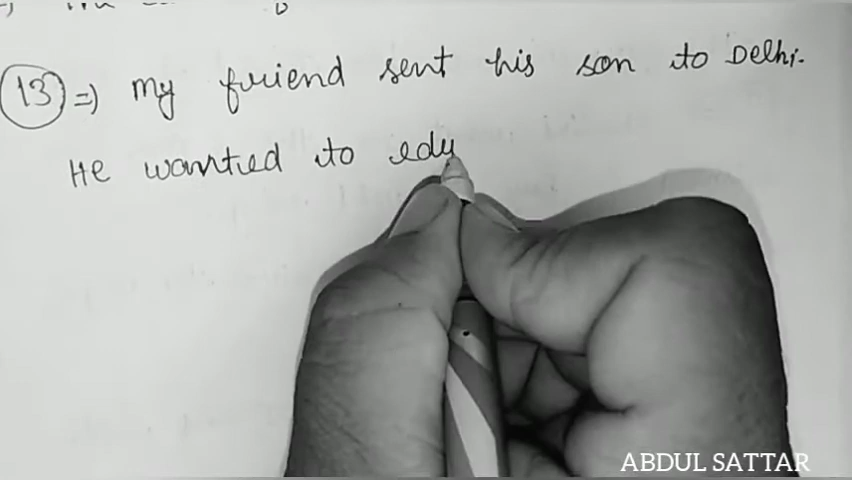 13 => My friend sent his son to Delhi.
He wanted to edu
ABDUL SATTAR